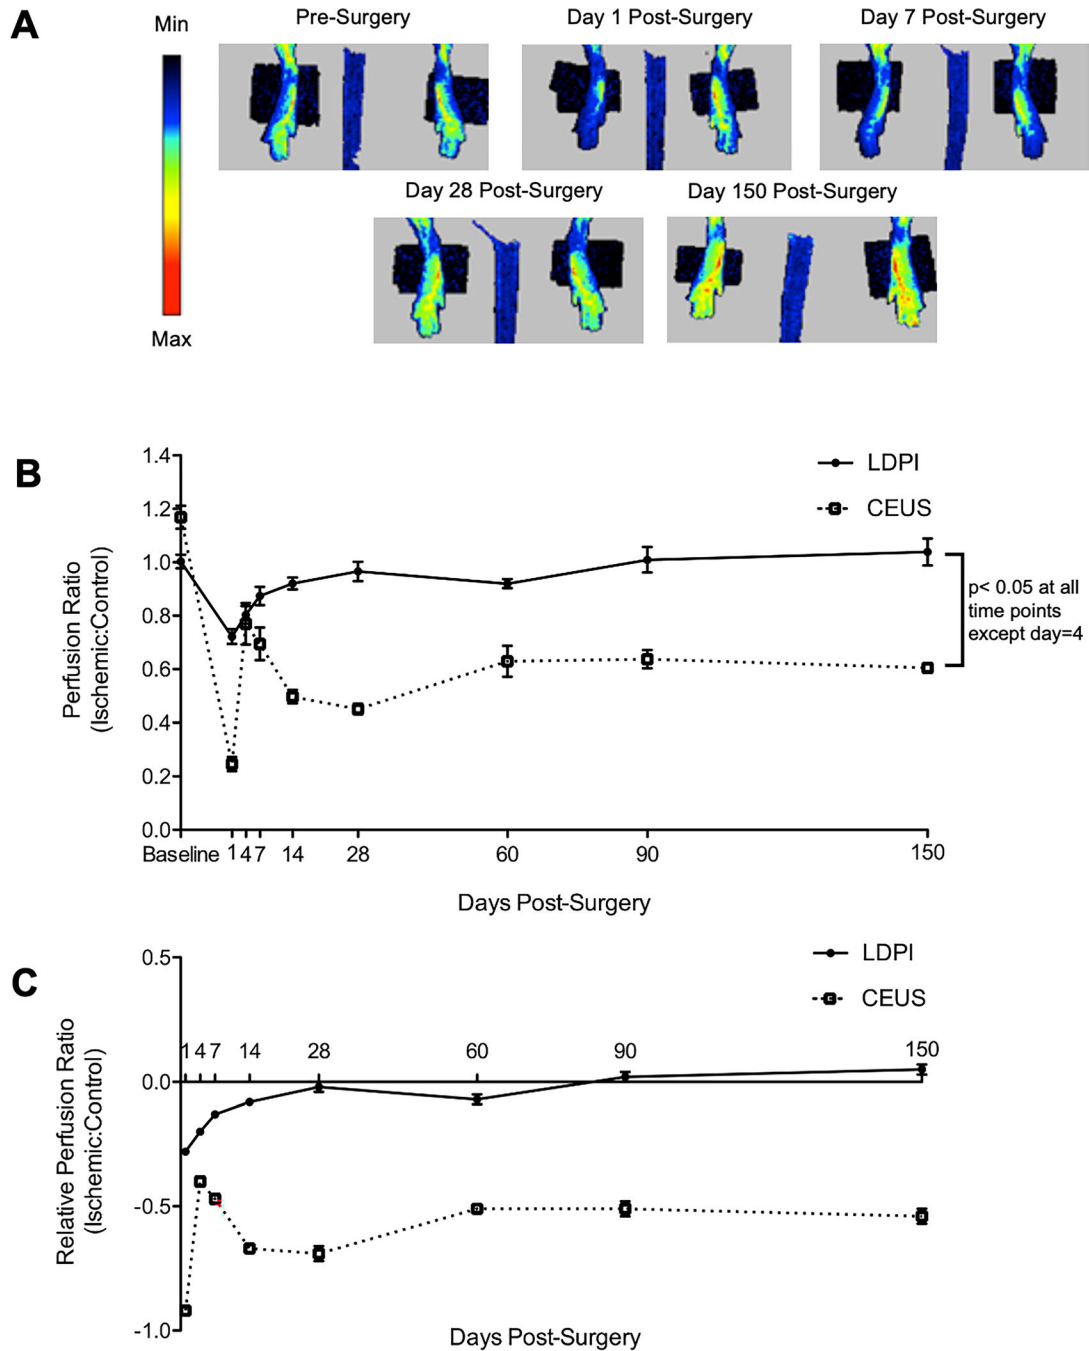 A
Min
Max
Pre-Surgery
Day 1 Post-Surgery
Day 7 Post-Surgery
Day 28 Post-Surgery
Day 150 Post-Surgery
B
Perfusion Ratio
(Ischemic:Control)
1.4
1.2
1.0
0.8
0.6
0.4
0.2
0.0
LDPI
CEUS
p< 0.05 at all
time points
except day=4
Baseline 1 4 7 14 28 60 90 150
Days Post-Surgery
C
Relative Perfusion Ratio
(Ischemic:Control)
0.5
0.0
-0.5
-1.0
LDPI
CEUS
1 4 7 14 28 60 90 150
Days Post-Surgery